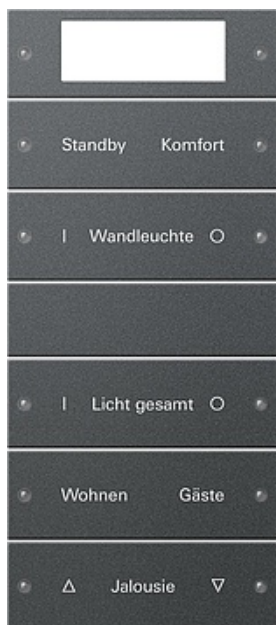 Standby Komfort
I Wandleuchte O
I Licht gesamt O
Wohnen Gäste
△ Jalousie ▽